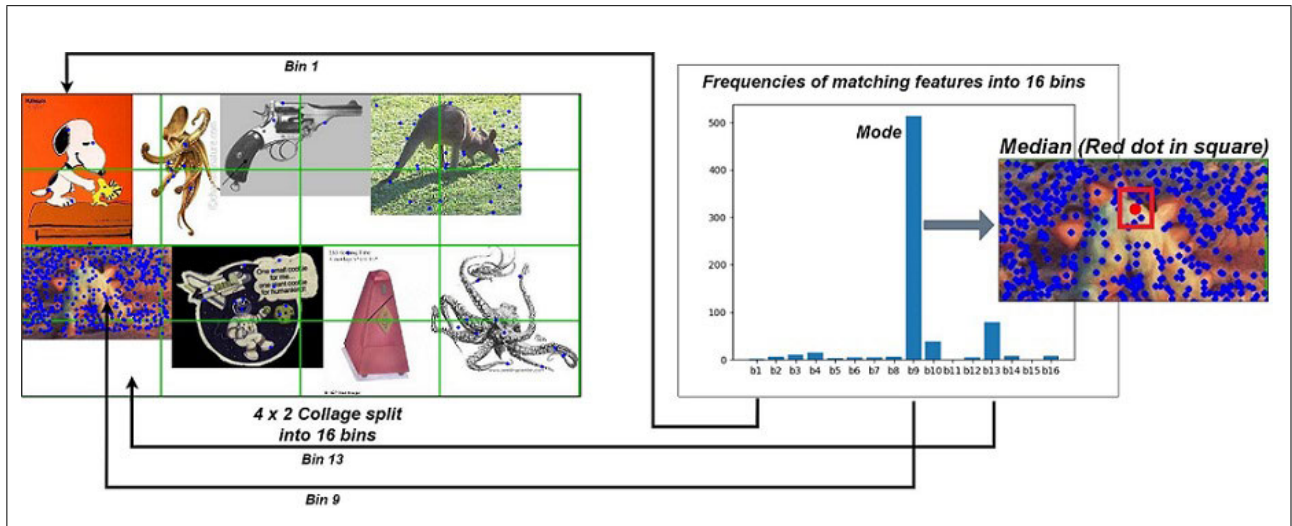 Bin 1
Frequencies of matching features into 16 bins
Mode
Median (Red dot in square)
500
400
300
200
100
0
b1 b2 b3 b4 b5 b6 b7 b8 b9 b10 b11 b12 b13 b14 b15 b16
One small cookie
for me...
one giant cookie
for humankind!
4 x 2 Collage split
into 16 bins
Bin 13
Bin 9